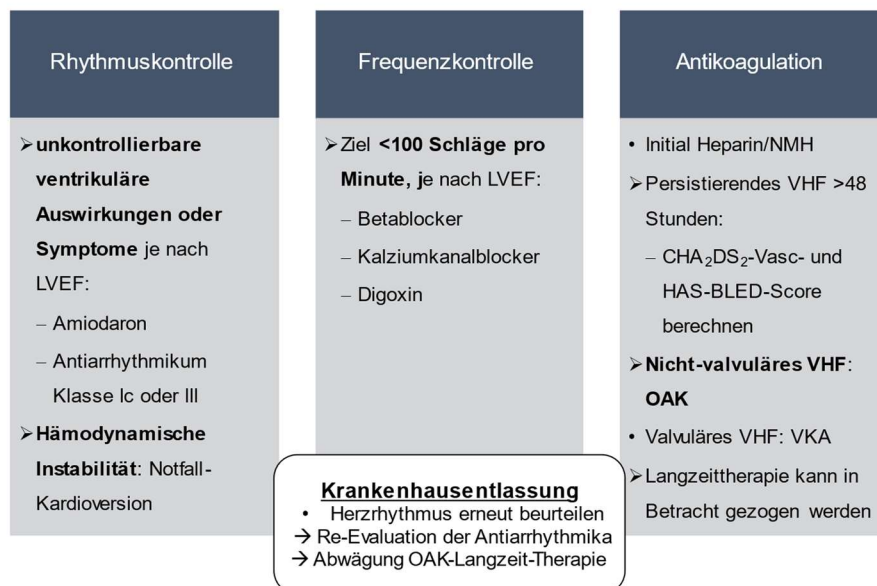 Rhythmuskontrolle
➢unkontrollierbare
ventrikuläre
Auswirkungen oder
Symptome je nach
LVEF:
– Amiodaron
– Antiarrhythmikum
Klasse Ic oder III
➢Hämodynamische
Instabilität: Notfall-
Kardioversion
Frequenzkontrolle
➢Ziel <100 Schläge pro
Minute, je nach LVEF:
– Betablocker
– Kalziumkanalblocker
– Digoxin
Antikoagulation
• Initial Heparin/NMH
➢Persistierendes VHF >48
Stunden:
– CHA₂DS₂-Vasc- und
HAS-BLED-Score
berechnen
➢Nicht-valvuläres VHF:
OAK
• Valvuläres VHF: VKA
➢Langzeittherapie kann in
Betracht gezogen werden
Krankenhausentlassung
• Herzrhythmus erneut beurteilen
→ Re-Evaluation der Antiarrhythmika
→ Abwägung OAK-Langzeit-Therapie